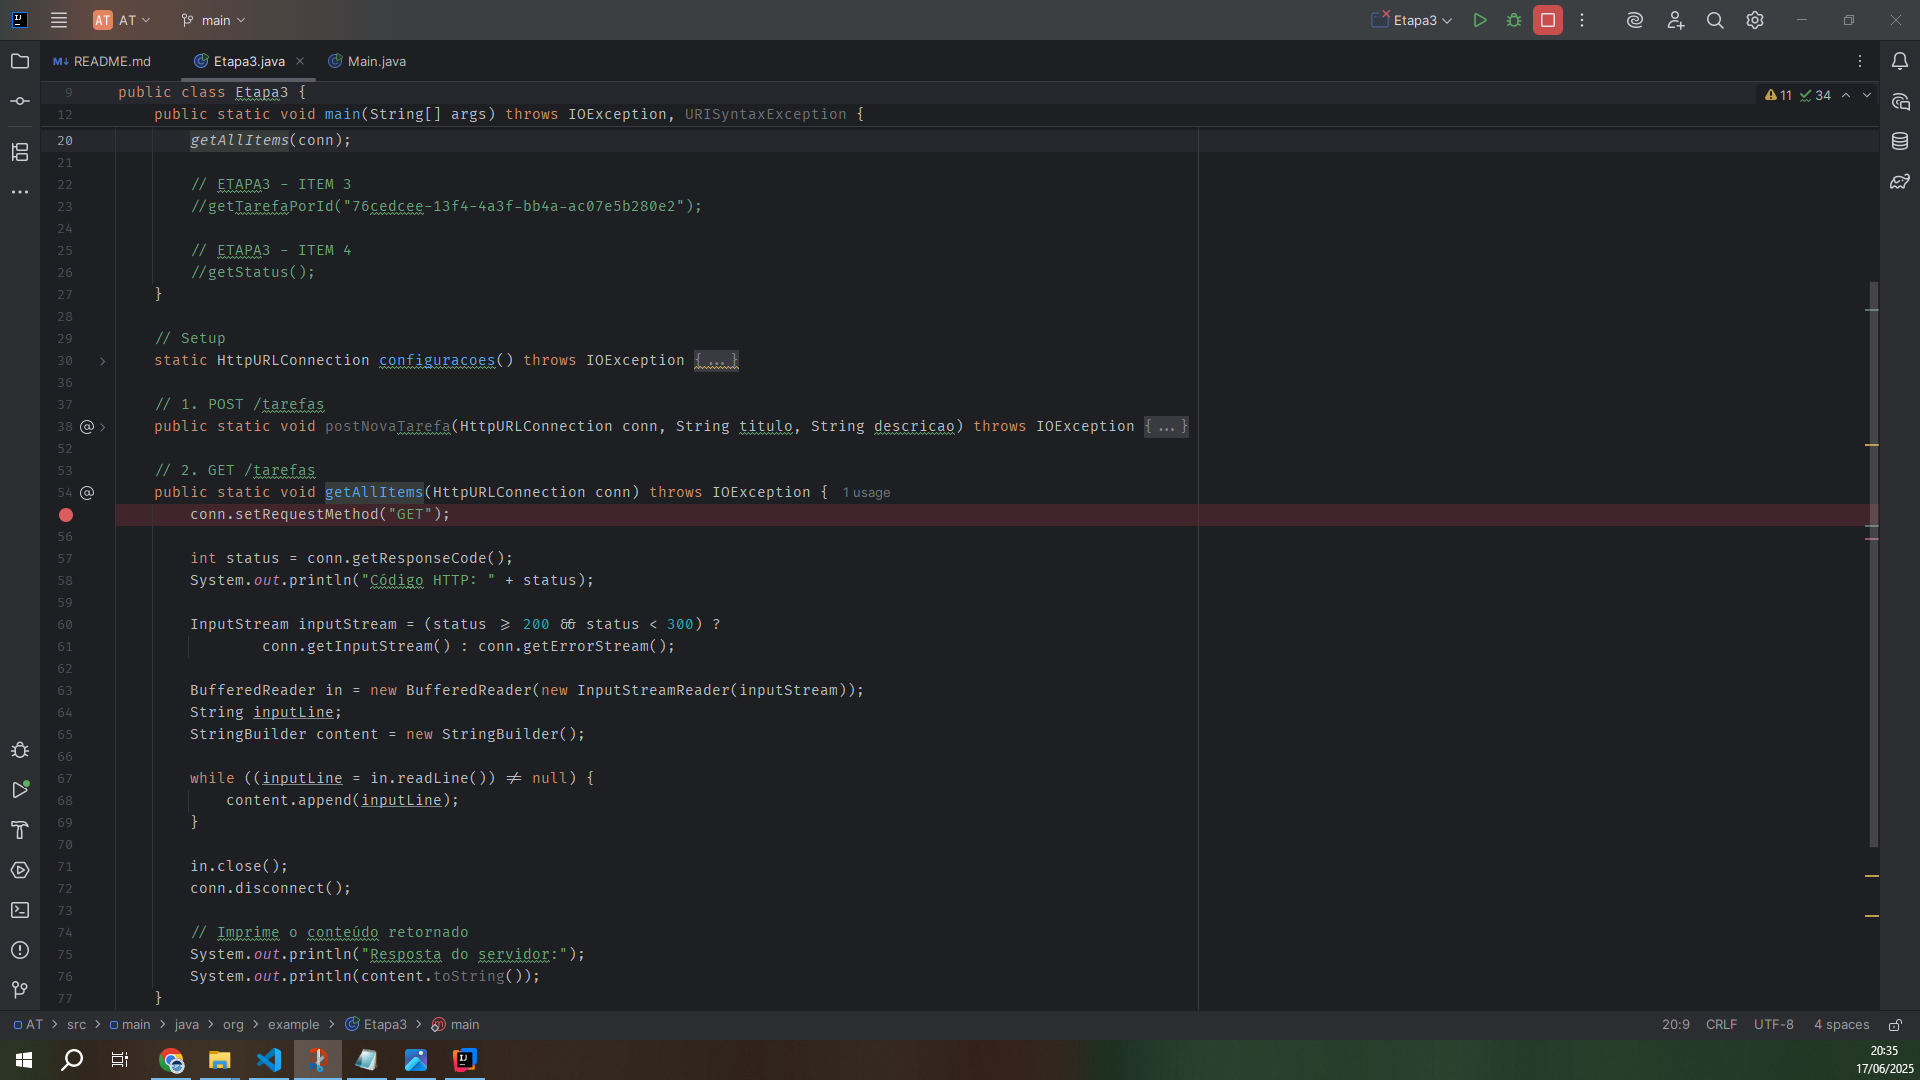 AT AT main Etapa3
README.md Etapa3.java Main.java
9 public class Etapa3 {
12 public static void main(String[] args) throws IOException, URISyntaxException {
11 34
20 getAllItems(conn);
21
22 // ETAPA3 - ITEM 3
23 //getTarefaPorId("76cedcee-13f4-4a3f-bb4a-ac07e5b280e2");
24
25 // ETAPA3 - ITEM 4
26 //getStatus();
27 }
28
29 // Setup
30 static HttpURLConnection configuracoes() throws IOException {...}
36
37 // 1. POST /tarefas
38 public static void postNovaTarefa(HttpURLConnection conn, String titulo, String descricao) throws IOException {...}
52
53 // 2. GET /tarefas
54 public static void getAllItems(HttpURLConnection conn) throws IOException { 1 usage
conn.setRequestMethod("GET");
56
57 int status = conn.getResponseCode();
58 System.out.println("Código HTTP: " + status);
59
60 InputStream inputStream = (status >= 200 && status < 300) ?
61 conn.getInputStream() : conn.getErrorStream();
62
63 BufferedReader in = new BufferedReader(new InputStreamReader(inputStream));
64 String inputLine;
65 StringBuilder content = new StringBuilder();
66
67 while ((inputLine = in.readLine()) != null) {
68 content.append(inputLine);
69 }
70
71 in.close();
72 conn.disconnect();
73
74 // Imprime o conteúdo retornado
75 System.out.println("Resposta do servidor:");
76 System.out.println(content.toString());
77 }
AT > src > main > java > org > example > Etapa3 > main 20:9 CRLF UTF-8 4 spaces
20:35
17/06/2025